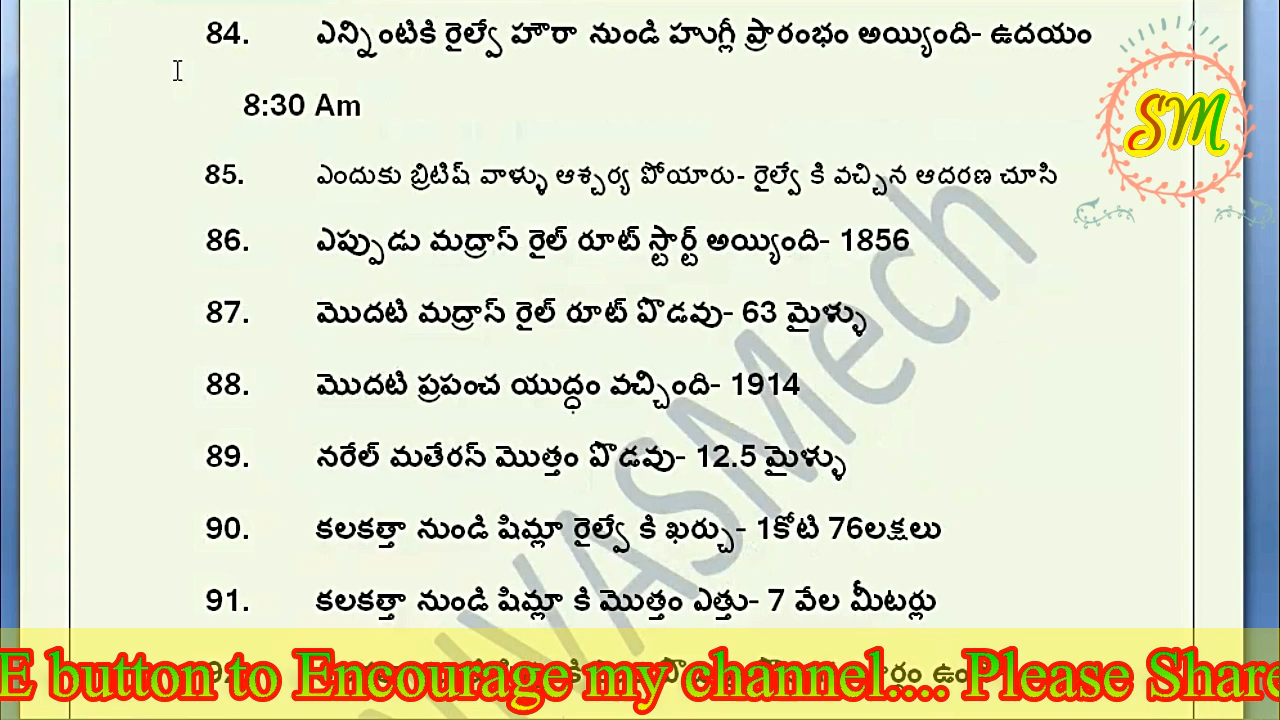 84. ఎన్నింటికి రైల్వే హౌరా నుండి హుగ్లీ ప్రారంభం అయ్యింది- ఉదయం
8:30 Am
SM
85. ఎందుకు బ్రిటిష్ వాళ్ళు ఆశ్చర్య పోయారు- రైల్వే కి వచ్చిన ఆదరణ చూసి
86. ఎప్పుడు మద్రాస్ రైల్ రూట్ స్టార్ట్ అయ్యింది- 1856
87. మొదటి మద్రాస్ రైల్ రూట్ పొడవు- 63 మైళ్ళు
88. మొదటి ప్రపంచ యుద్ధం వచ్చింది- 1914
89. నరేల్ మతేరస్ మొత్తం పొడవు- 12.5 మైళ్ళు
90. కలకత్తా నుండి షిమ్లా రైల్వే కి ఖర్చు- 1కోటి 76లక్షలు
91. కలకత్తా నుండి షిమ్లా కి మొత్తం ఎత్తు- 7 వేల మీటర్లు
E button to Encourage my channel.... Please Share